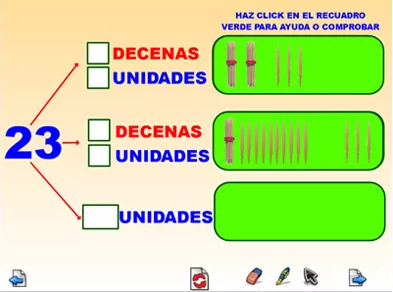 HAZ CLICK EN EL RECUADRO
VERDE PARA AYUDA O COMPROBAR
DECENAS
UNIDADES
23
DECENAS
UNIDADES
UNIDADES